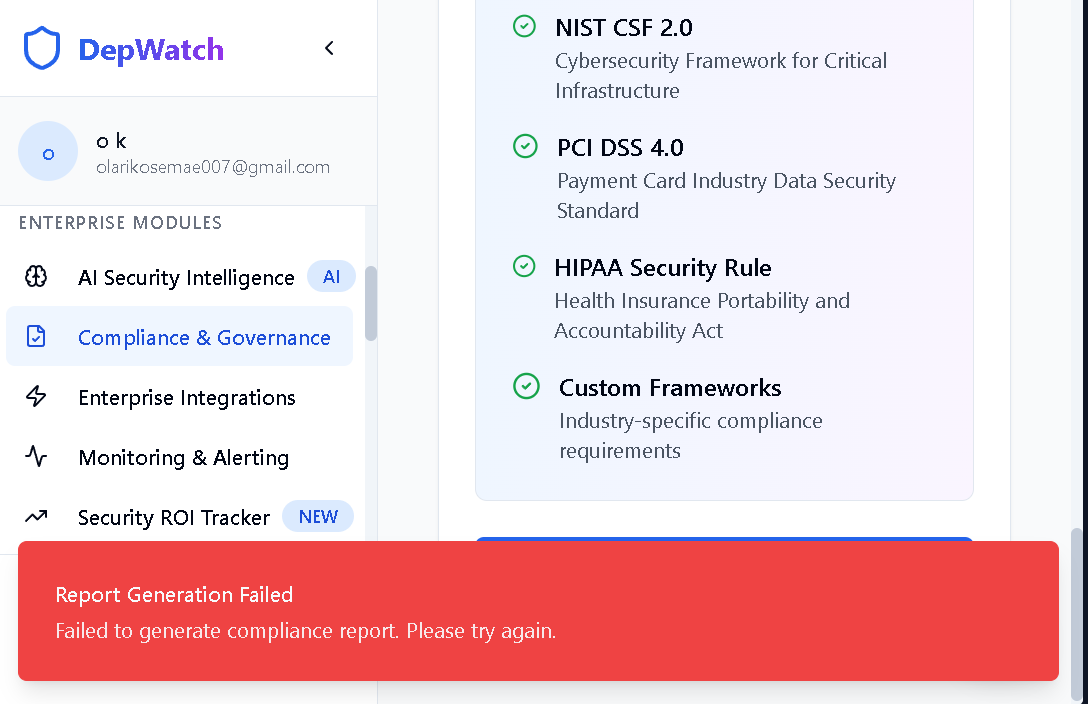 DepWatch
o
o k
olarikosemae007@gmail.com
ENTERPRISE MODULES
AI Security Intelligence AI
Compliance & Governance
Enterprise Integrations
Monitoring & Alerting
Security ROI Tracker NEW
NIST CSF 2.0
Cybersecurity Framework for Critical
Infrastructure
PCI DSS 4.0
Payment Card Industry Data Security
Standard
HIPAA Security Rule
Health Insurance Portability and
Accountability Act
Custom Frameworks
Industry-specific compliance
requirements
Report Generation Failed
Failed to generate compliance report. Please try again.